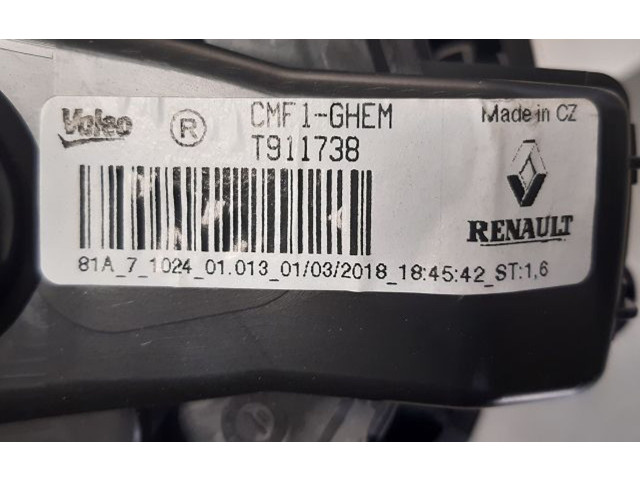 Valeo ® CMF1-GHEM Made in CZ
T911738
RENAULT
81A_7_1024_01.013_01/03/2018_18:45:42_ST:1,6